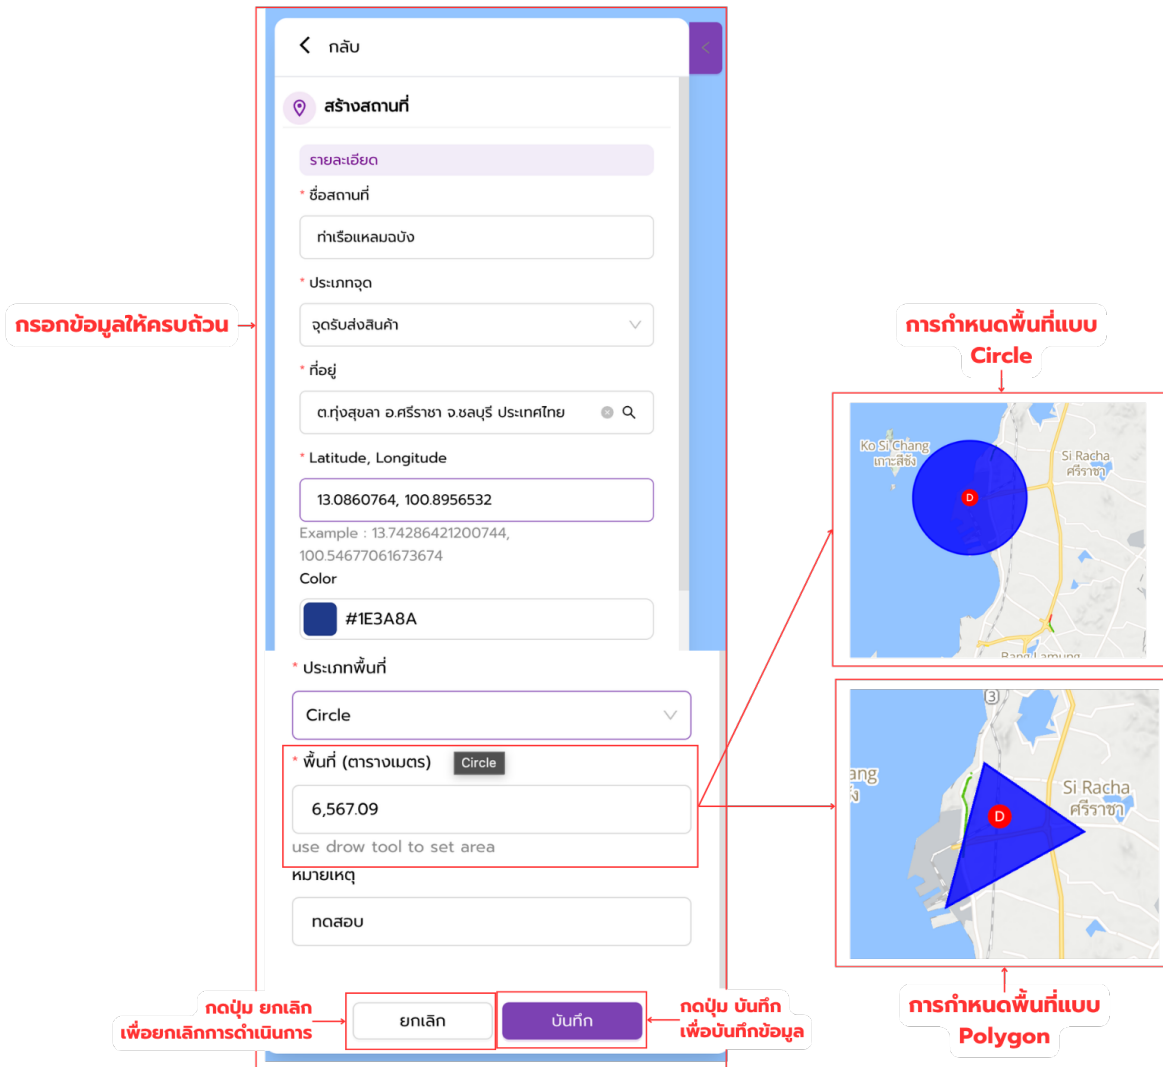 กลับ
สร้างสถานที่
รายละเอียด
* ชื่อสถานที่
ท่าเรือแหลมฉบัง
* ประเภทจุด
จุดรับส่งสินค้า
* ที่อยู่
ต.ทุ่งสุขลา อ.ศรีราชา จ.ชลบุรี ประเทศไทย
* Latitude, Longitude
13.0860764, 100.8956532
Example : 13.74286421200744,
100.54677061673674
Color
#1E3A8A
* ประเภทพื้นที่
Circle
* พื้นที่ (ตารางเมตร)
Circle
6,567.09
use drow tool to set area
หมายเหตุ
ทดสอบ
ยกเลิก
บันทึก
กรอกข้อมูลให้ครบถ้วน
กดปุ่ม ยกเลิก
เพื่อยกเลิกการดำเนินการ
กดปุ่ม บันทึก
เพื่อบันทึกข้อมูล
การกำหนดพื้นที่แบบ
Circle
Ko Si Chang
เกาะสีชัง
Si Racha
ศรีราชา
D
Bang Lamung
3
ang
Si Racha
ศรีราชา
D
การกำหนดพื้นที่แบบ
Polygon